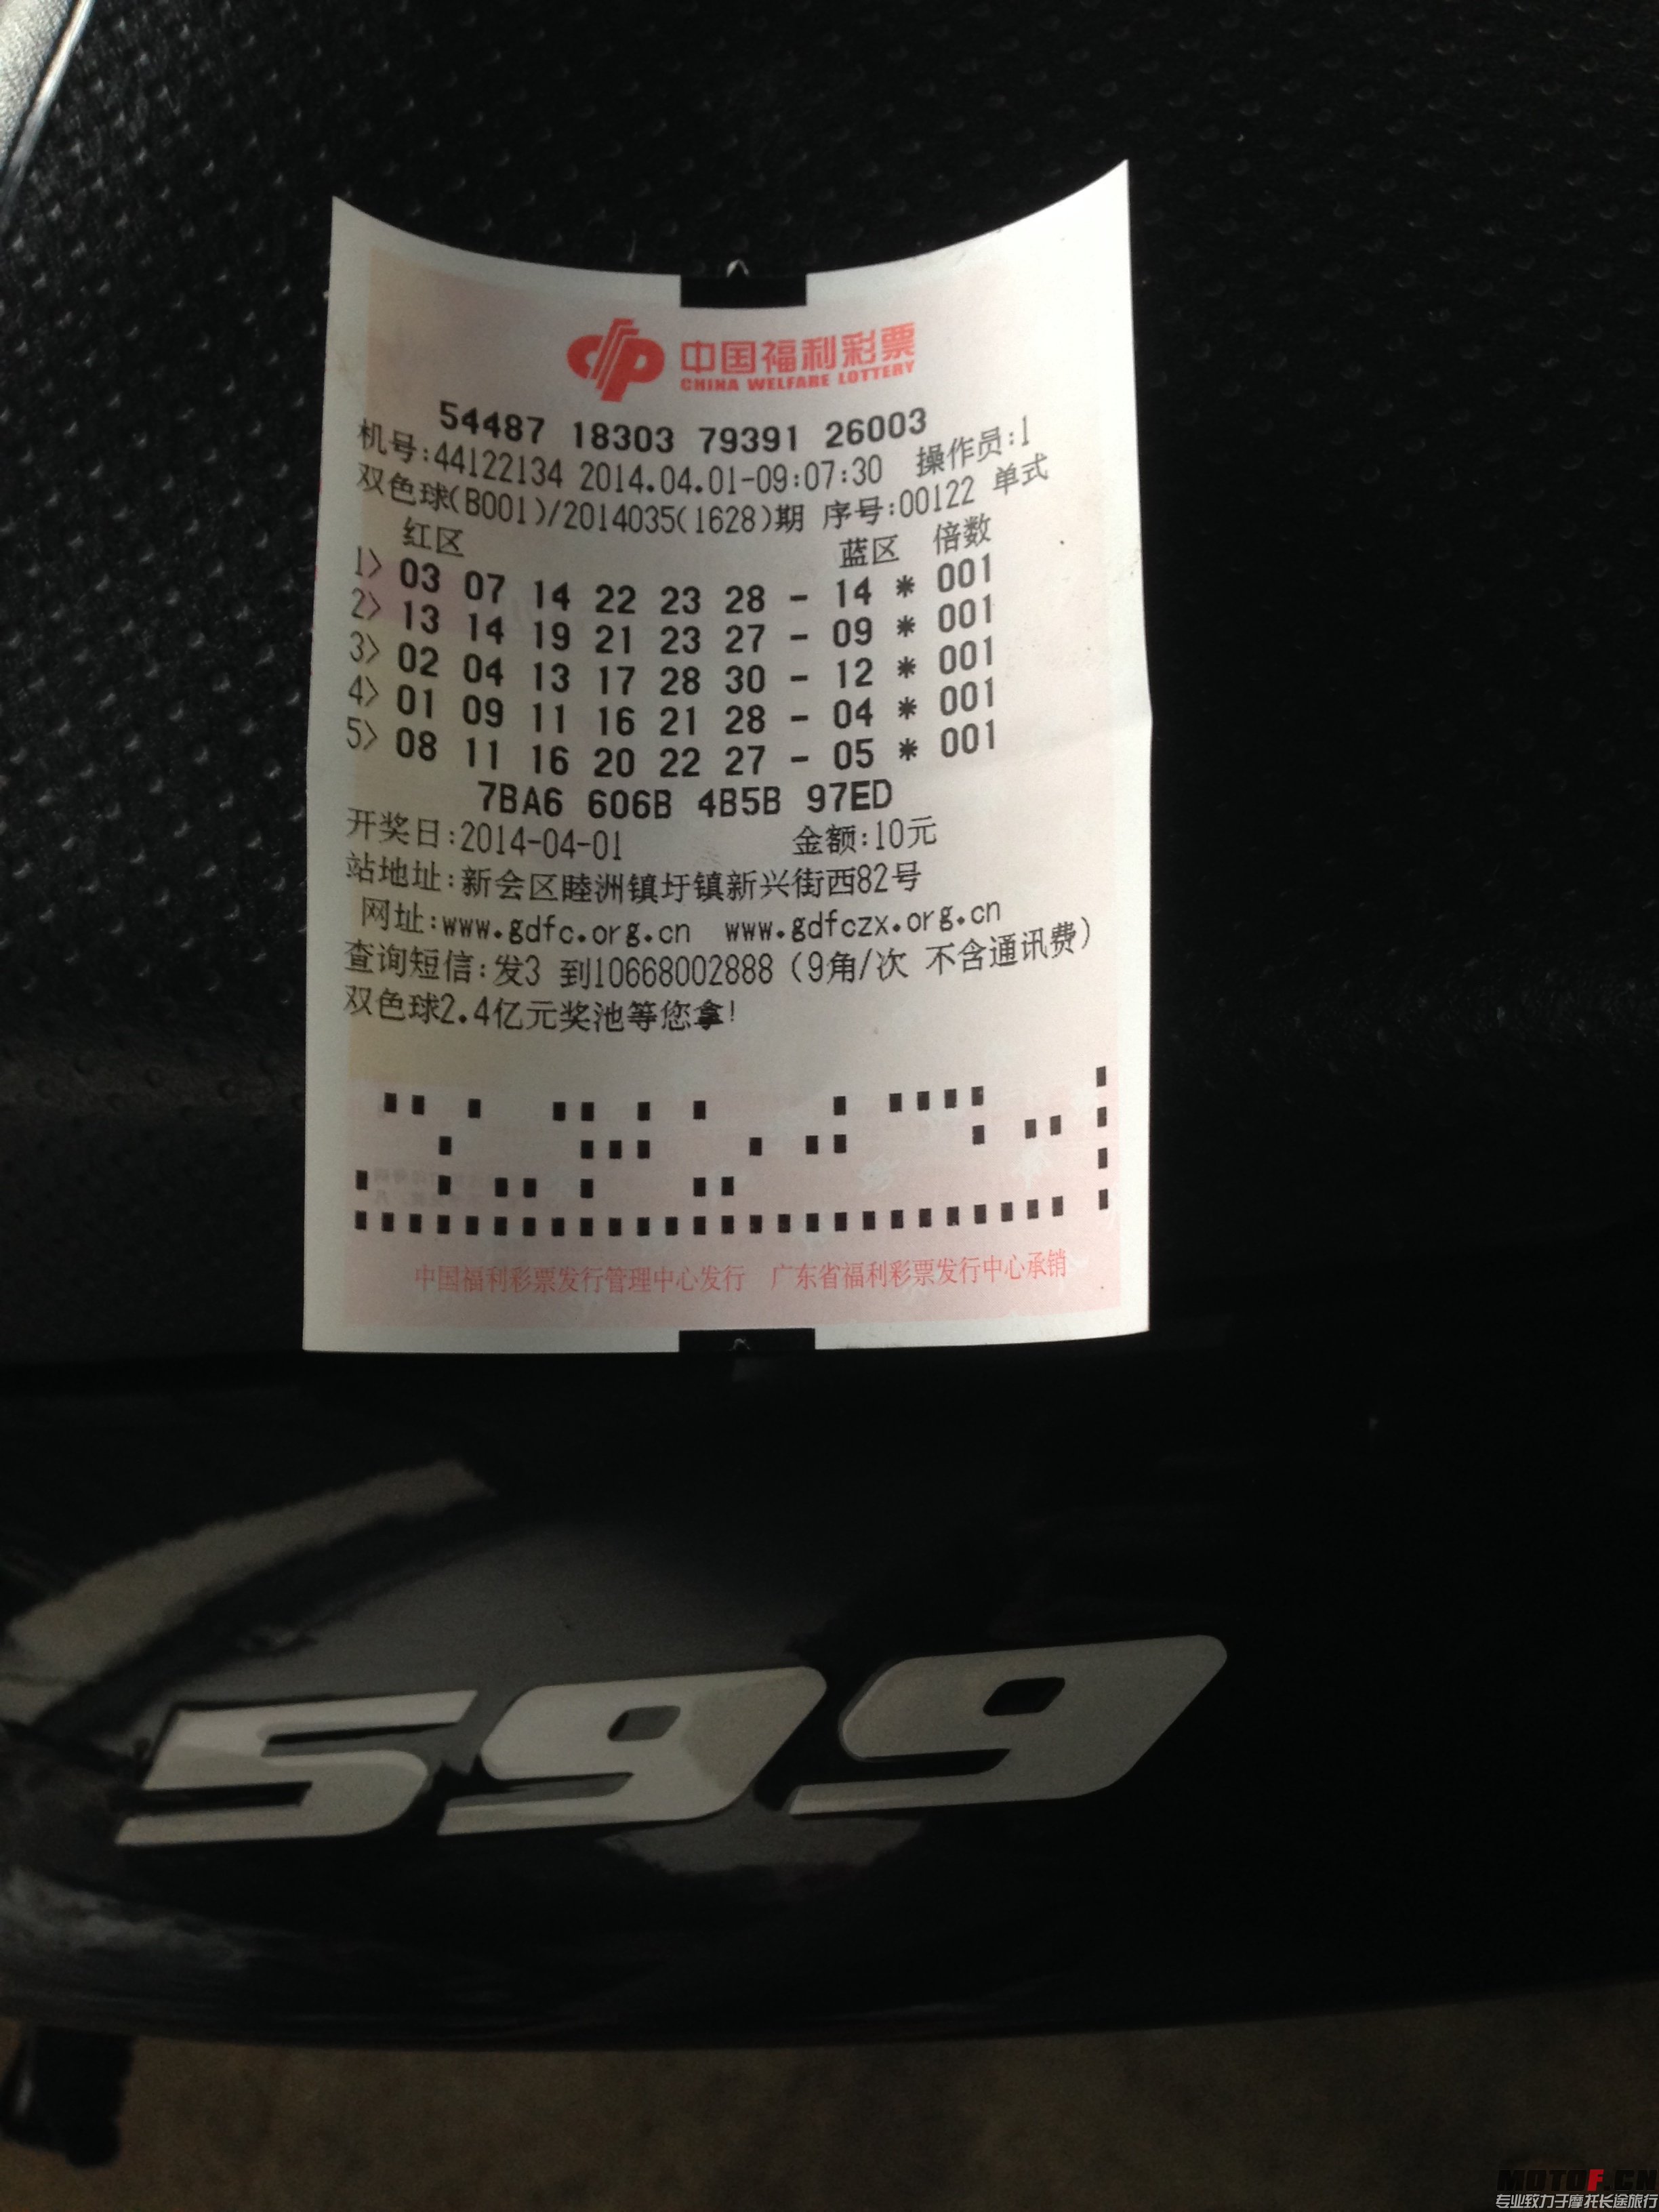 中国福利彩票
CHINA WELFARE LOTTERY
54487 18303 79391 26003
机号:44122134 2014.04.01-09:07:30 操作员:1
双色球(B001)/2014035(1628)期 序号:00122 单式
红区 蓝区 倍数
1> 03 07 14 22 23 28 - 14 * 001
2> 13 14 19 21 23 27 - 09 * 001
3> 02 04 13 17 28 30 - 12 * 001
4> 01 09 11 16 21 28 - 04 * 001
5> 08 11 16 20 22 27 - 05 * 001
7BA6 606B 4B5B 97ED
开奖日:2014-04-01 金额:10元
站地址:新会区睦洲镇圩镇新兴街西82号
网址:www.gdfc.org.cn www.gdfczx.org.cn
查询短信:发3 到10668002888(9角/次 不含通讯费)
双色球2.4亿元奖池等您拿!
中国福利彩票发行管理中心发行 广东省福利彩票发行中心承销
599
MOTOF.CN
专业致力于摩托长途旅行